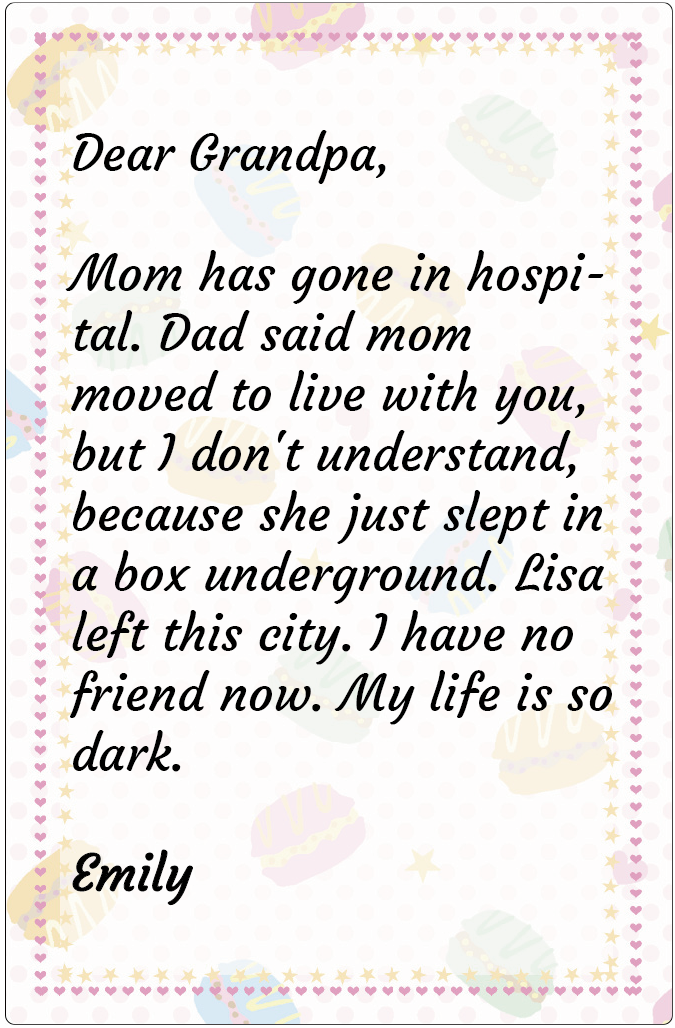 Dear Grandpa,
Mom has gone in hospi-
tal. Dad said mom
moved to live with you,
but I don't understand,
because she just slept in
a box underground. Lisa
left this city. I have no
friend now. My life is so
dark.
Emily